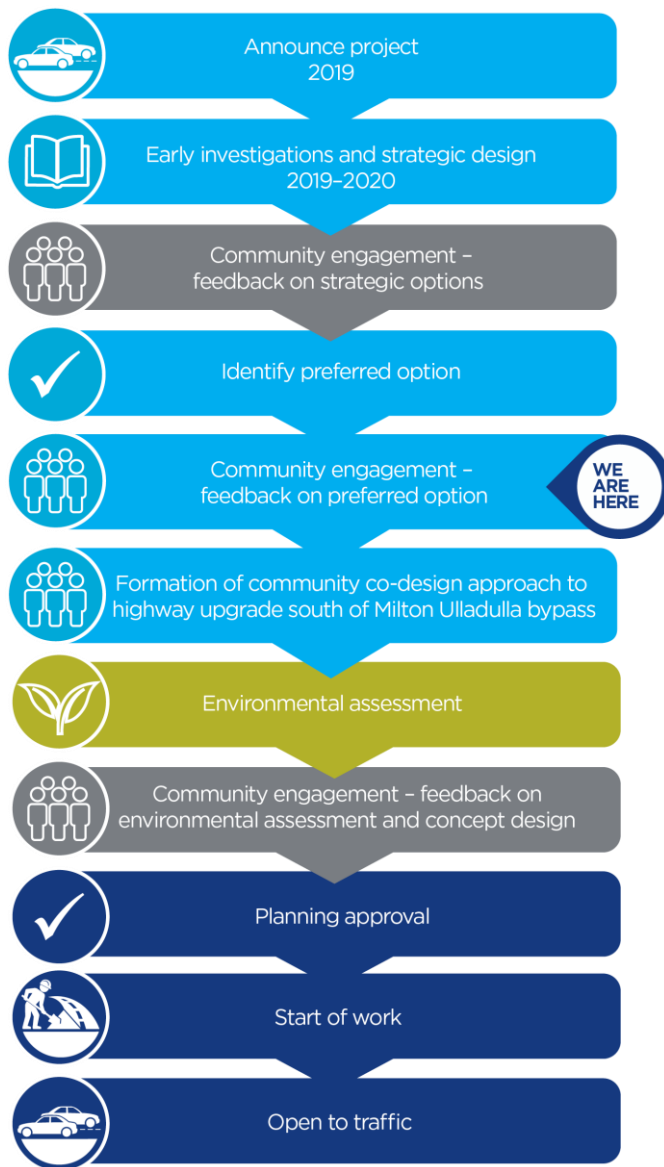 Announce project
2019
Early investigations and strategic design
2019–2020
Community engagement –
feedback on strategic options
Identify preferred option
Community engagement –
feedback on preferred option
WE
ARE
HERE
Formation of community co-design approach to
highway upgrade south of Milton Ulladulla bypass
Environmental assessment
Community engagement – feedback on
environmental assessment and concept design
Planning approval
Start of work
Open to traffic